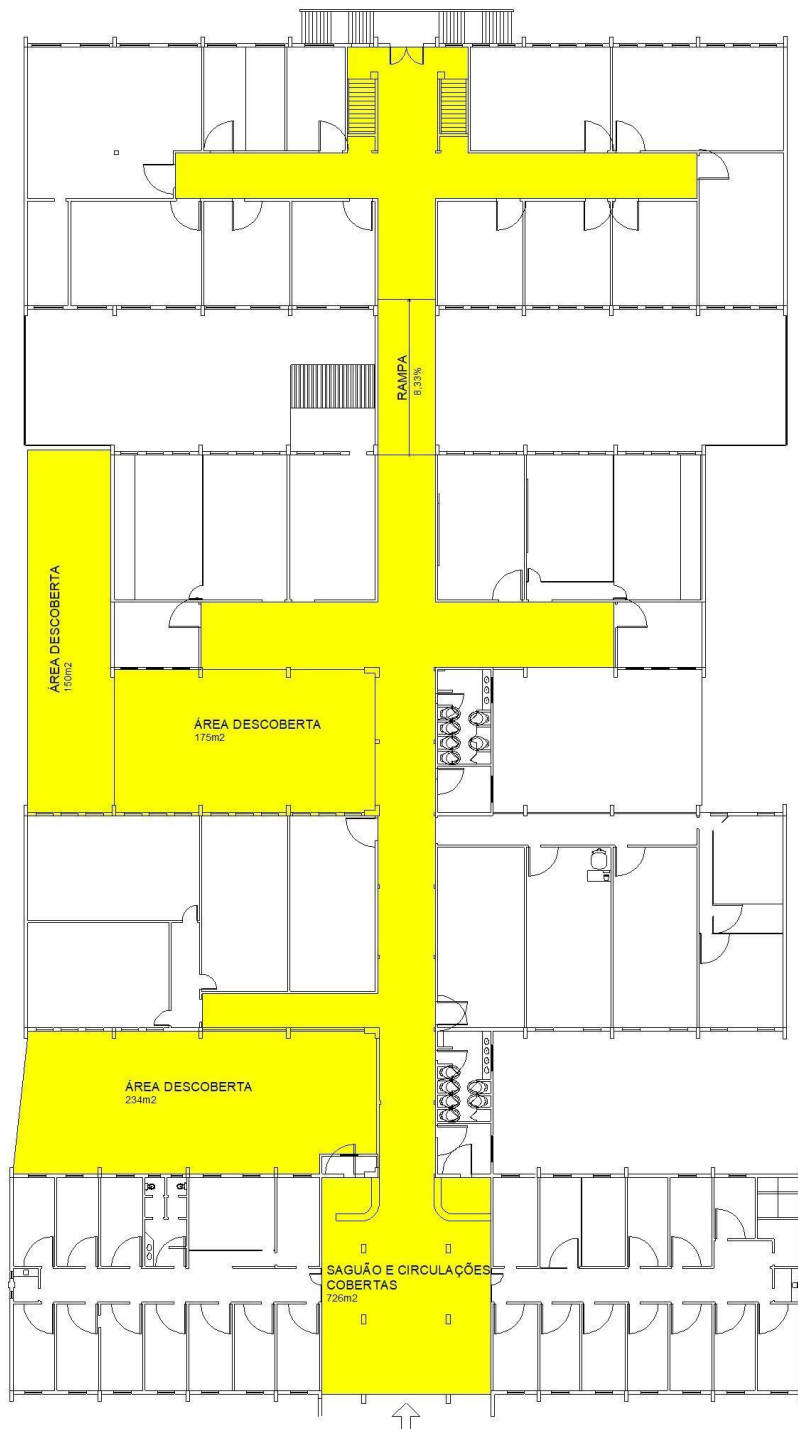 RAMPA
8,33%
ÁREA DESCOBERTA
150m2
ÁREA DESCOBERTA
175m2
ÁREA DESCOBERTA
234m2
SAGUÃO E CIRCULAÇÕES
COBERTAS
726m2